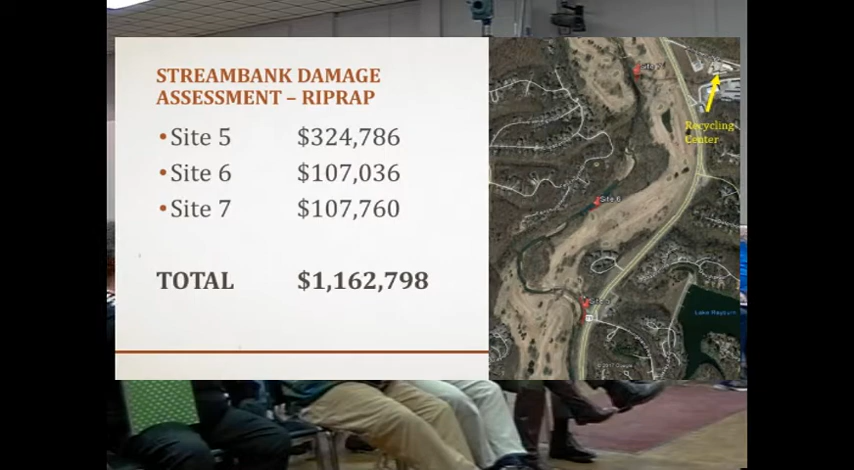 STREAMBANK DAMAGE
ASSESSMENT – RIPRAP
•Site 5 $324,786
•Site 6 $107,036
•Site 7 $107,760
TOTAL $1,162,798
Recycling
Center
Site 6
Lake Rayburn